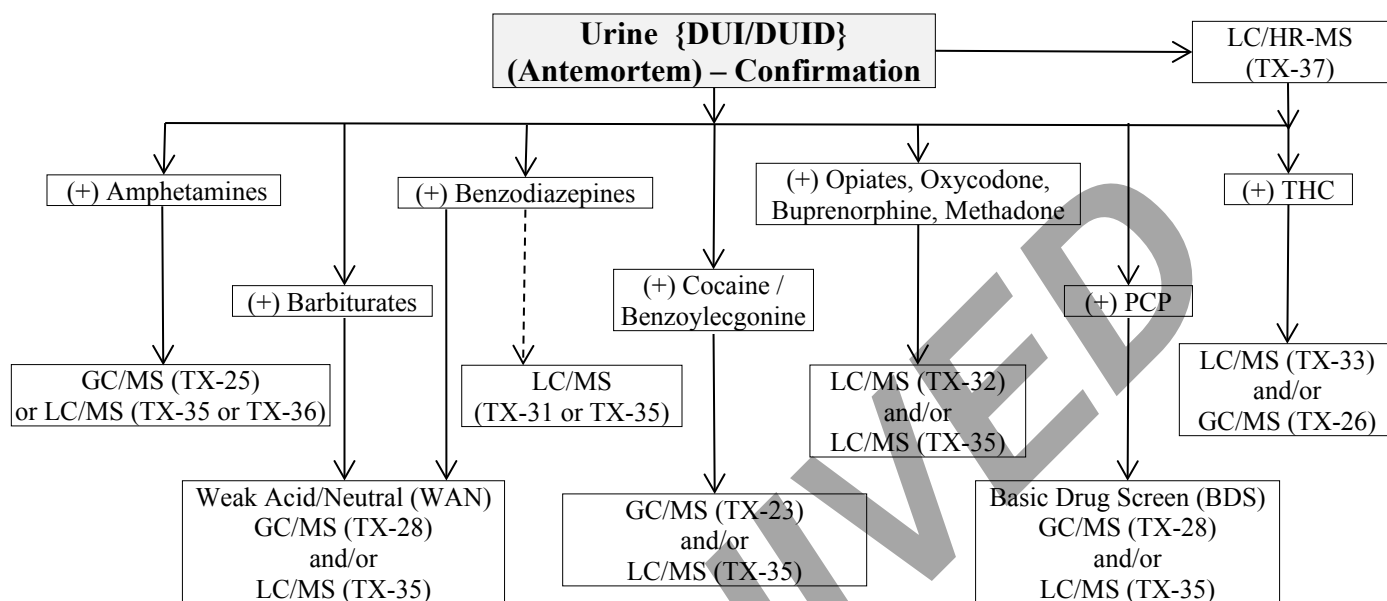 Urine {DUI/DUID}
(Antemortem) – Confirmation
LC/HR-MS
(TX-37)
(+) Amphetamines
(+) Benzodiazepines
(+) Opiates, Oxycodone,
Buprenorphine, Methadone
(+) THC
(+) Barbiturates
(+) Cocaine /
Benzoylecgonine
(+) PCP
GC/MS (TX-25)
or LC/MS (TX-35 or TX-36)
LC/MS
(TX-31 or TX-35)
LC/MS (TX-32)
and/or
LC/MS (TX-35)
LC/MS (TX-33)
and/or
GC/MS (TX-26)
Weak Acid/Neutral (WAN)
GC/MS (TX-28)
and/or
LC/MS (TX-35)
GC/MS (TX-23)
and/or
LC/MS (TX-35)
Basic Drug Screen (BDS)
GC/MS (TX-28)
and/or
LC/MS (TX-35)